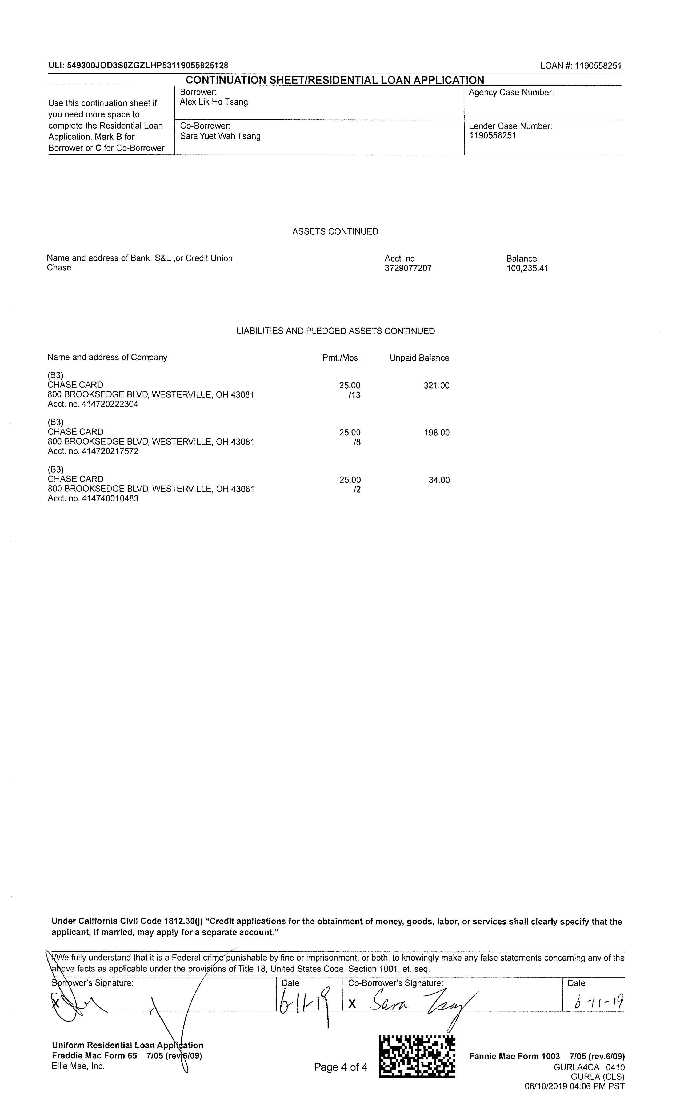 ULI: 549300JOD3S0ZGZLHP53119055825128 LOAN #: 1190558251
CONTINUATION SHEET/RESIDENTIAL LOAN APPLICATION
Use this continuation sheet if
you need more space to
complete the Residential Loan
Application. Mark B for
Borrower or C for Co-Borrower
Borrower:
Alex Lik Ho Tsang
Agency Case Number:
Co-Borrower:
Sara Yuet Wah Tsang
Lender Case Number:
1190558251
ASSETS CONTINUED
Name and address of Bank, S&L, or Credit Union Acct. no. Balance
Chase 3729077207 100,235.41
LIABILITIES AND PLEDGED ASSETS CONTINUED
Name and address of Company Pmt./Mos. Unpaid Balance
(B3)
CHASE CARD 25.00 321.00
800 BROOKSEDGE BLVD, WESTERVILLE, OH 43081 /13
Acct. no. 414720222304
(B3)
CHASE CARD 25.00 198.00
800 BROOKSEDGE BLVD, WESTERVILLE, OH 43081 /8
Acct. no. 414720217572
(B3)
CHASE CARD 25.00 34.00
800 BROOKSEDGE BLVD, WESTERVILLE, OH 43081 /2
Acct. no. 414740010483
Under California Civil Code 1812.30(j) "Credit applications for the obtainment of money, goods, labor, or services shall clearly specify that the
applicant, if married, may apply for a separate account."
I/We fully understand that it is a Federal crime punishable by fine or imprisonment, or both, to knowingly make any false statements concerning any of the
above facts as applicable under the provisions of Title 18, United States Code, Section 1001, et. seq.
Borrower's Signature: Date Co-Borrower's Signature: Date
X 6-11-19 X Sara Tsang 6-11-19
Uniform Residential Loan Application
Freddie Mac Form 65 7/05 (rev.6/09)
Ellie Mae, Inc.
Page 4 of 4
Fannie Mae Form 1003 7/05 (rev.6/09)
GURLA4CA 0419
GURLA (CLS)
06/10/2019 04:06 PM PST